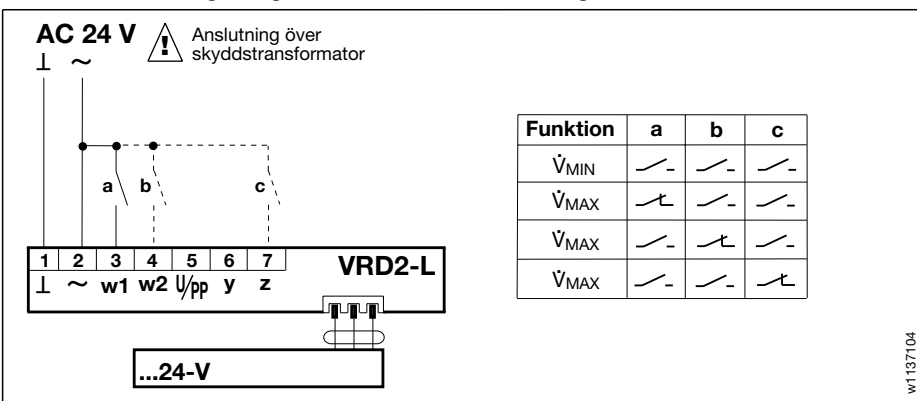 AC 24 V
Anslutning över
skyddstransformator
⊥ ~
!
a b c
1 2 3 4 5 6 7
⊥ ~ w1 w2 U/pp y z
VRD2-L
...24-V
Funktion a b c
V̇MIN
V̇MAX
V̇MAX
V̇MAX
w1137104